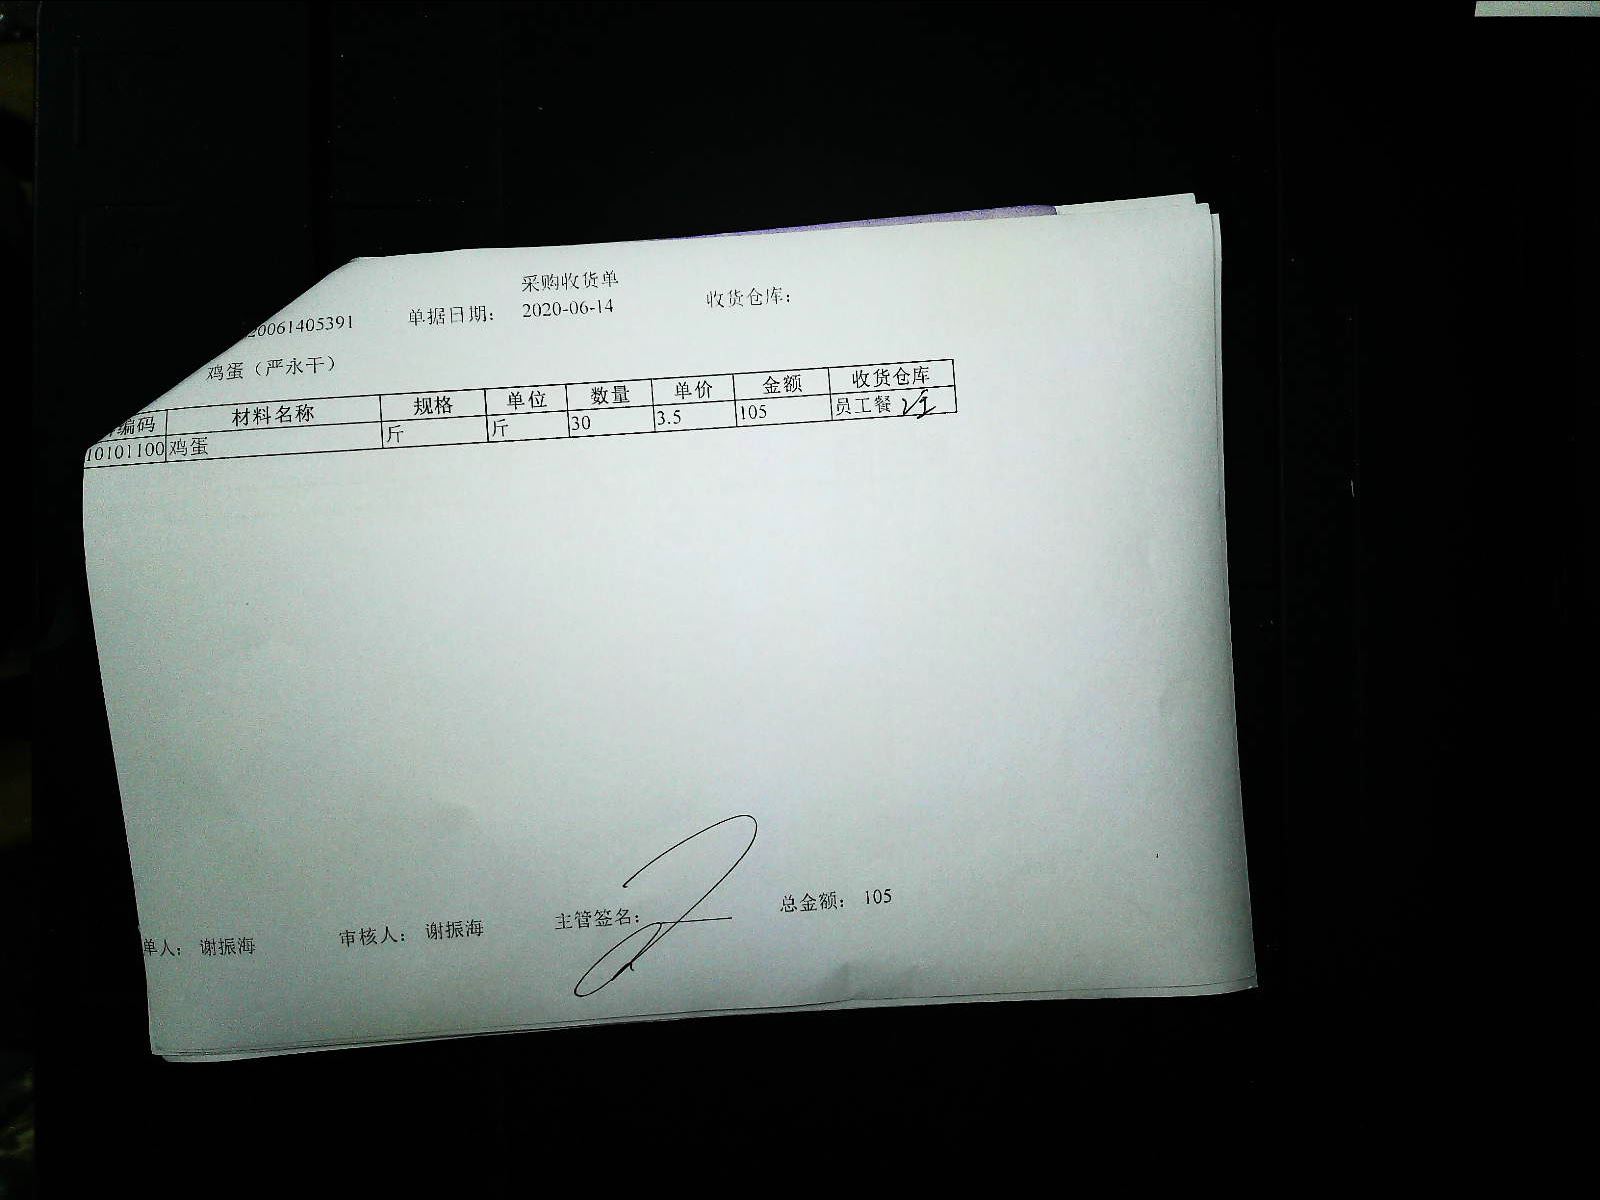 采购收货单
20061405391 单据日期： 2020-06-14 收货仓库：
鸡蛋（严永干）
编码 材料名称 规格 单位 数量 单价 金额 收货仓库
10101100 鸡蛋 斤 斤 30 3.5 105 员工餐
单人： 谢振海 审核人： 谢振海 主管签名： 总金额： 105